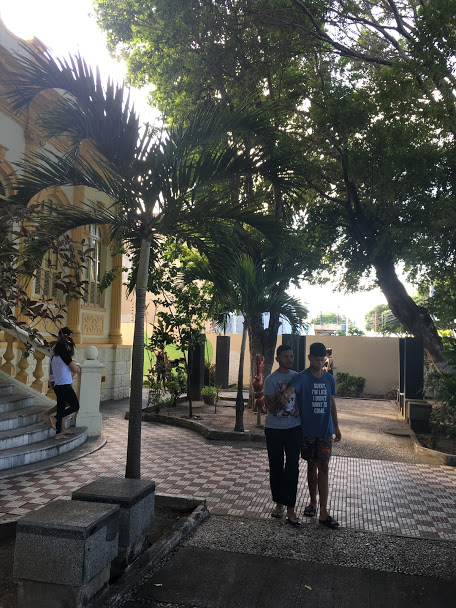 SORRY,
I'M LATE
I DIDN'T
WANT TO
COME.